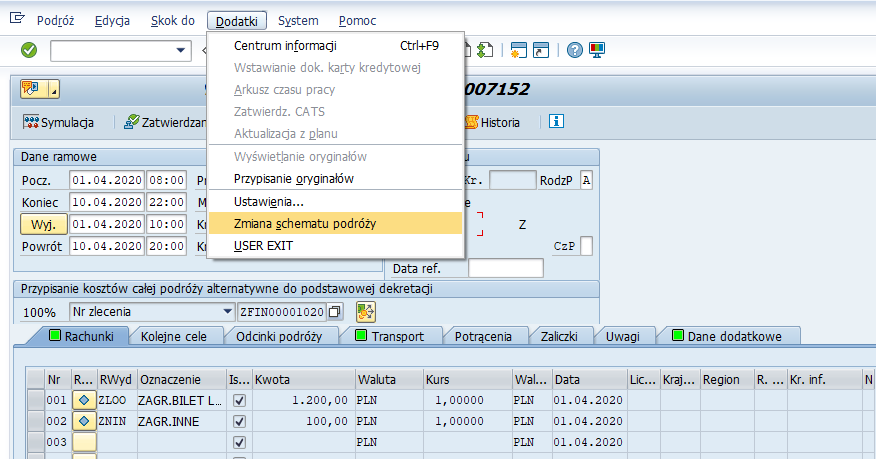 Podróż Edycja Skok do Dodatki System Pomoc
Centrum informacji Ctrl+F9
Wstawianie dok. karty kredytowej
Arkusz czasu pracy
Zatwierdz. CATS
Aktualizacja z planu
Wyświetlanie oryginałów
Przypisanie oryginałów
Ustawienia...
Zmiana schematu podróży
USER EXIT
007152
Symulacja Zatwierdzan Historia
Dane ramowe
Pocz. 01.04.2020 08:00 Kr. RodzP A
Koniec 10.04.2020 22:00
Wyj. 01.04.2020 10:00 Z
Powrót 10.04.2020 20:00 CzP
Data ref.
Przypisanie kosztów całej podróży alternatywne do podstawowej dekretacji
100% Nr zlecenia ZFIN00001020
Rachunki Kolejne cele Odcinki podróży Transport Potrącenia Zaliczki Uwagi Dane dodatkowe
Nr R... RWyd Oznaczenie Is... Kwota Waluta Kurs Wal... Data Lic... Kraj... Region R. ... Kr. inf. N
001 ZLOO ZAGR.BILET L... 1.200,00 PLN 1,00000 PLN 01.04.2020
002 ZNIN ZAGR.INNE 100,00 PLN 1,00000 PLN 01.04.2020
003 PLN PLN 01.04.2020